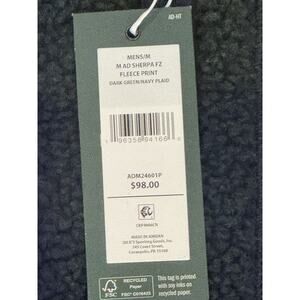 AD-HT
MENS/M
M AD SHERPA FZ
FLEECE PRINT
DARK GREEN/NAVY PLAID
ADM24601P
$98.00
MADE IN JORDAN
DICK'S Sporting Goods, Inc.
345 Court Street,
Coraopolis, PA 15108
FSC
RECYCLED
Paper
This tag is printed
with soy inks on
recycled paper.